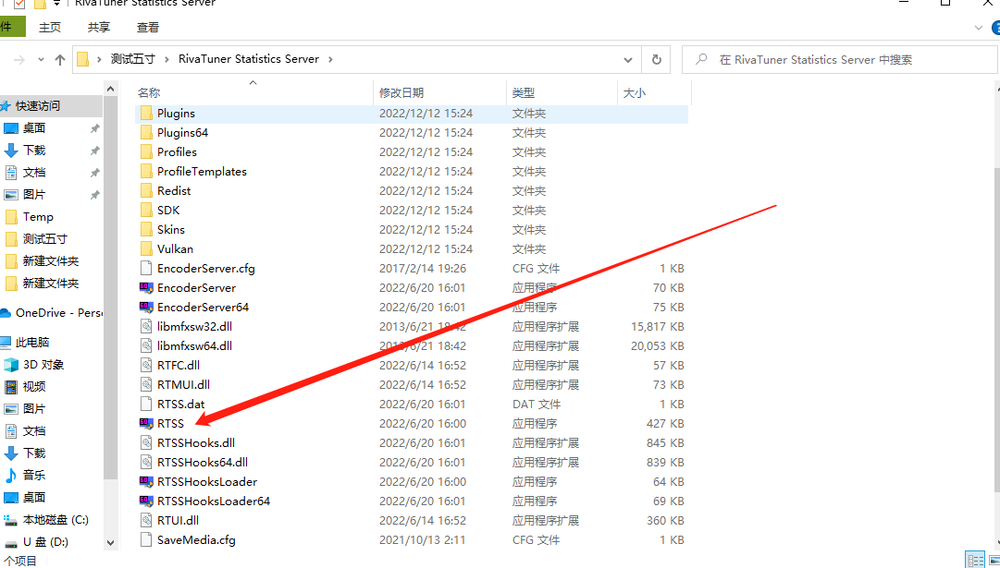 RivaTuner Statistics Server
件 主页 共享 查看
测试五寸 RivaTuner Statistics Server
在 RivaTuner Statistics Server 中搜索
快速访问
桌面
下载
文档
图片
Temp
测试五寸
新建文件夹
新建文件夹
OneDrive - Pers
此电脑
3D 对象
视频
图片
文档
下载
音乐
桌面
本地磁盘 (C:)
U 盘 (D:)
个项目
名称 修改日期 类型 大小
Plugins 2022/12/12 15:24 文件夹
Plugins64 2022/12/12 15:24 文件夹
Profiles 2022/12/12 15:24 文件夹
ProfileTemplates 2022/12/12 15:24 文件夹
Redist 2022/12/12 15:24 文件夹
SDK 2022/12/12 15:24 文件夹
Skins 2022/12/12 15:24 文件夹
Vulkan 2022/12/12 15:24 文件夹
EncoderServer.cfg 2017/2/14 19:26 CFG 文件 1 KB
EncoderServer 2022/6/20 16:01 应用程序 70 KB
EncoderServer64 2022/6/20 16:01 应用程序 75 KB
libmfxsw32.dll 2013/6/21 18:42 应用程序扩展 15,817 KB
libmfxsw64.dll 2013/6/21 18:42 应用程序扩展 20,053 KB
RTFC.dll 2022/6/14 16:52 应用程序扩展 57 KB
RTMUI.dll 2022/6/14 16:52 应用程序扩展 73 KB
RTSS.dat 2022/6/20 16:01 DAT 文件 1 KB
RTSS 2022/6/20 16:00 应用程序 427 KB
RTSSHooks.dll 2022/6/20 16:01 应用程序扩展 845 KB
RTSSHooks64.dll 2022/6/20 16:01 应用程序扩展 839 KB
RTSSHooksLoader 2022/6/20 16:00 应用程序 64 KB
RTSSHooksLoader64 2022/6/20 16:01 应用程序 69 KB
RTUI.dll 2022/6/14 16:52 应用程序扩展 360 KB
SaveMedia.cfg 2021/10/13 2:11 CFG 文件 1 KB